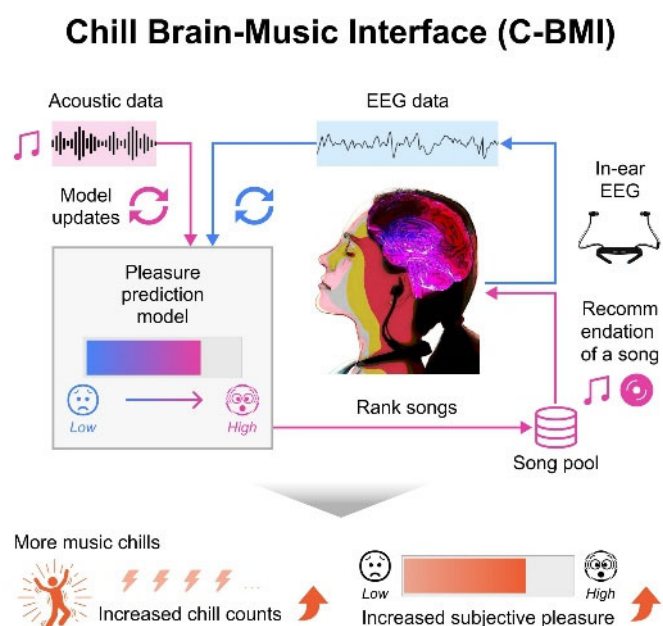 Chill Brain-Music Interface (C-BMI)
Acoustic data
EEG data
In-ear
EEG
Model
updates
Pleasure
prediction
model
Low
High
Recomm
endation
of a song
Rank songs
Song pool
More music chills
...
Increased chill counts
Low
High
Increased subjective pleasure